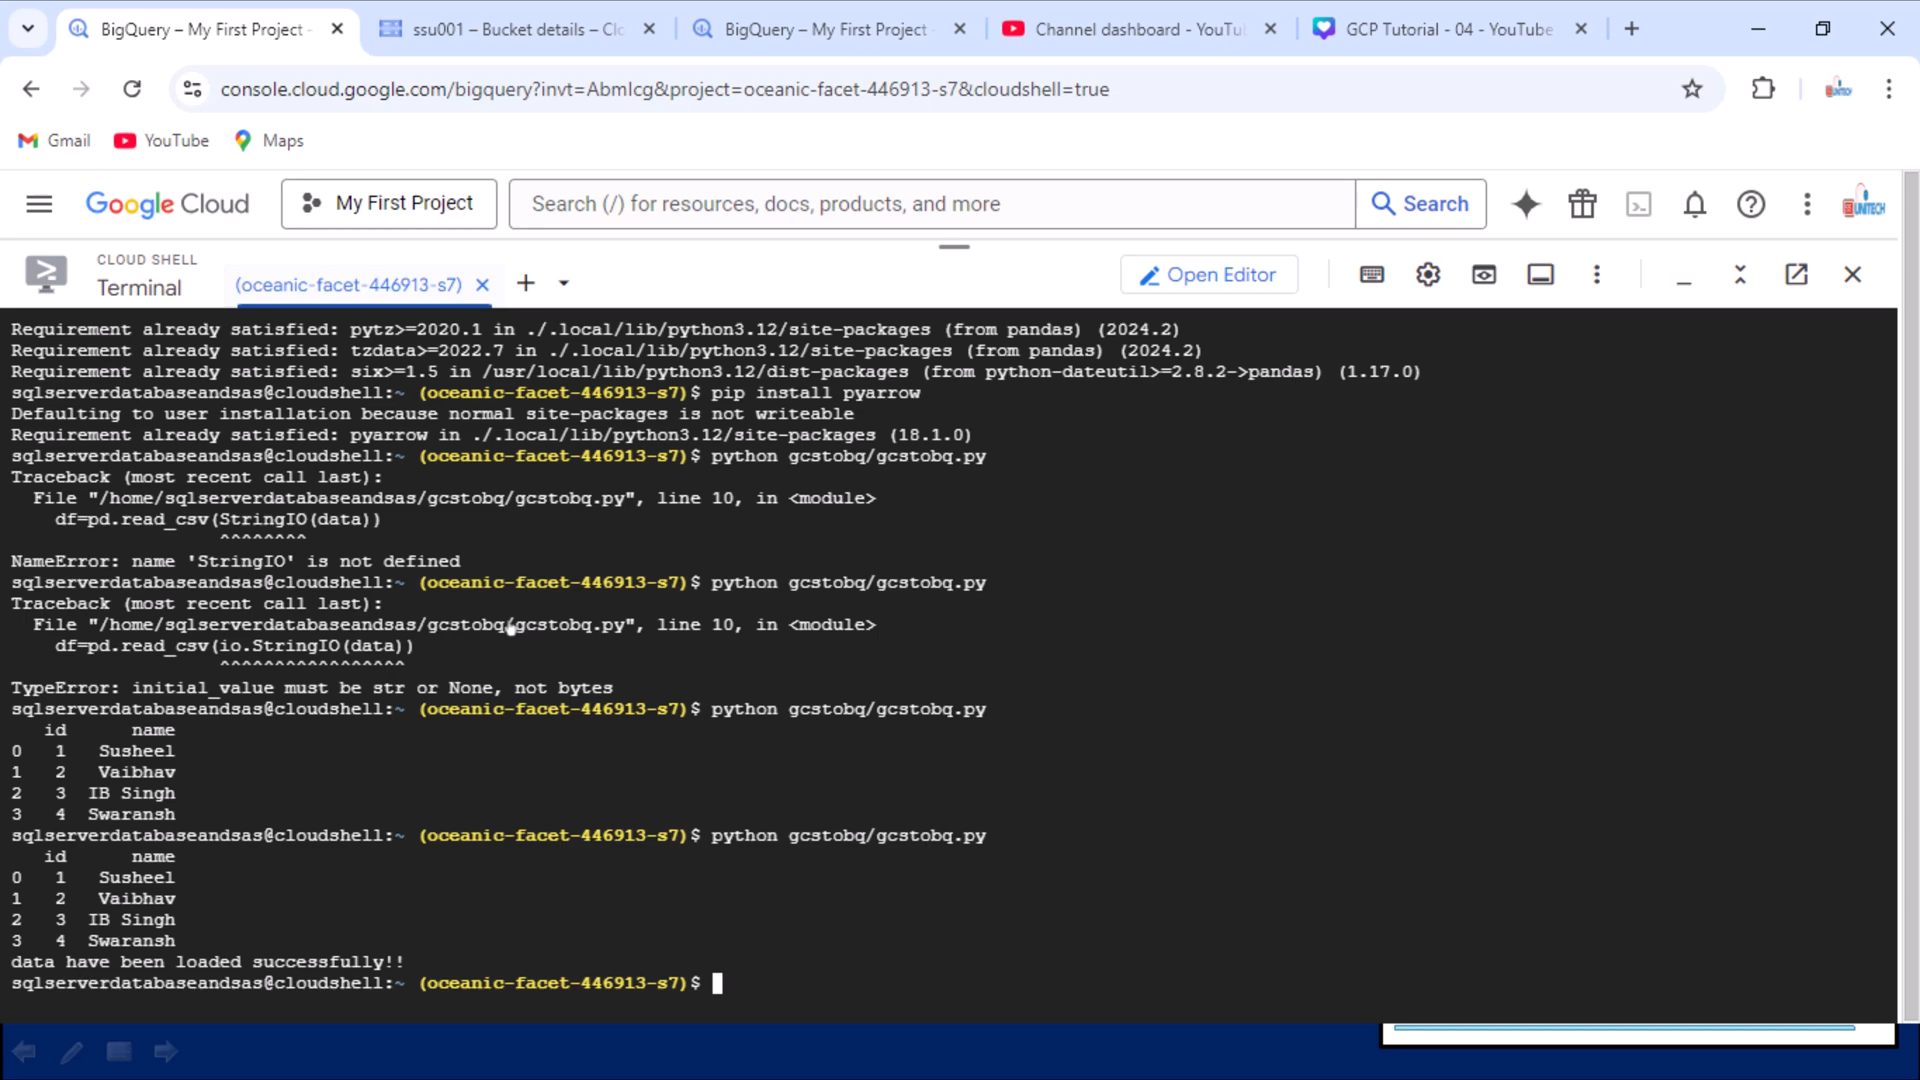 BigQuery – My First Project -
ssu001 – Bucket details – Clo
BigQuery – My First Project -
Channel dashboard - YouTu
GCP Tutorial - 04 - YouTube
console.cloud.google.com/bigquery?invt=AbmIcg&project=oceanic-facet-446913-s7&cloudshell=true
Gmail
YouTube
Maps
Google Cloud
My First Project
Search (/) for resources, docs, products, and more
Search
UNITECH
CLOUD SHELL
Terminal
(oceanic-facet-446913-s7)
Open Editor
Requirement already satisfied: pytz>=2020.1 in ./.local/lib/python3.12/site-packages (from pandas) (2024.2)
Requirement already satisfied: tzdata>=2022.7 in ./.local/lib/python3.12/site-packages (from pandas) (2024.2)
Requirement already satisfied: six>=1.5 in /usr/local/lib/python3.12/dist-packages (from python-dateutil>=2.8.2->pandas) (1.17.0)
sqlserverdatabaseandsas@cloudshell:~ (oceanic-facet-446913-s7)$ pip install pyarrow
Defaulting to user installation because normal site-packages is not writeable
Requirement already satisfied: pyarrow in ./.local/lib/python3.12/site-packages (18.1.0)
sqlserverdatabaseandsas@cloudshell:~ (oceanic-facet-446913-s7)$ python gcstobq/gcstobq.py
Traceback (most recent call last):
  File "/home/sqlserverdatabaseandsas/gcstobq/gcstobq.py", line 10, in <module>
    df=pd.read_csv(StringIO(data))
                   ^^^^^^^^
NameError: name 'StringIO' is not defined
sqlserverdatabaseandsas@cloudshell:~ (oceanic-facet-446913-s7)$ python gcstobq/gcstobq.py
Traceback (most recent call last):
  File "/home/sqlserverdatabaseandsas/gcstobq/gcstobq.py", line 10, in <module>
    df=pd.read_csv(io.StringIO(data))
                   ^^^^^^^^^^^^^^^^^
TypeError: initial_value must be str or None, not bytes
sqlserverdatabaseandsas@cloudshell:~ (oceanic-facet-446913-s7)$ python gcstobq/gcstobq.py
   id      name
0   1   Susheel
1   2   Vaibhav
2   3  IB Singh
3   4  Swaransh
sqlserverdatabaseandsas@cloudshell:~ (oceanic-facet-446913-s7)$ python gcstobq/gcstobq.py
   id      name
0   1   Susheel
1   2   Vaibhav
2   3  IB Singh
3   4  Swaransh
data have been loaded successfully!!
sqlserverdatabaseandsas@cloudshell:~ (oceanic-facet-446913-s7)$